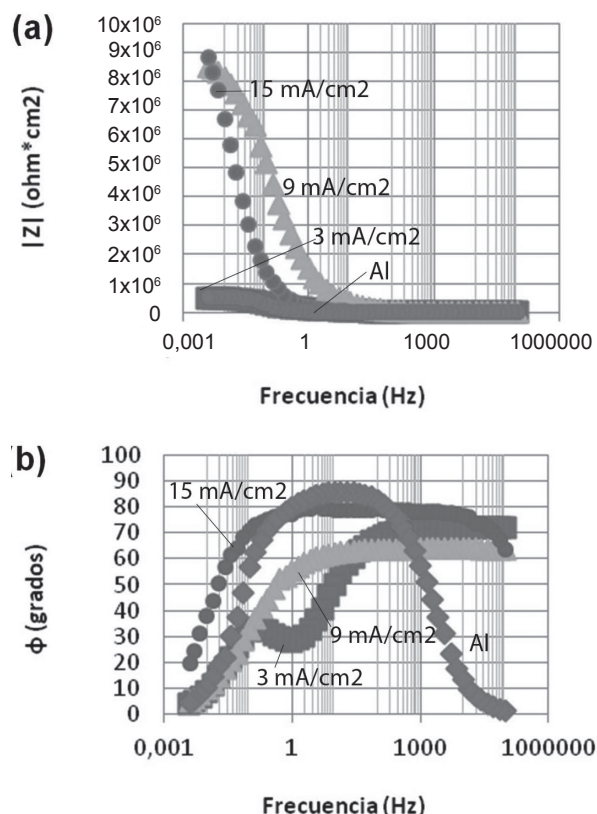 (a)
|Z| (ohm*cm2)
10x10⁶
9x10⁶
8x10⁶
7x10⁶
6x10⁶
5x10⁶
4x10⁶
3x10⁶
2x10⁶
1x10⁶
0
15 mA/cm2
9 mA/cm2
3 mA/cm2
Al
0,001 1 1000 1000000
Frecuencia (Hz)
(b)
Φ (grados)
100
90
80
70
60
50
40
30
20
10
0
15 mA/cm2
9 mA/cm2
Al
3 mA/cm2
0,001 1 1000 1000000
Frecuencia (Hz)